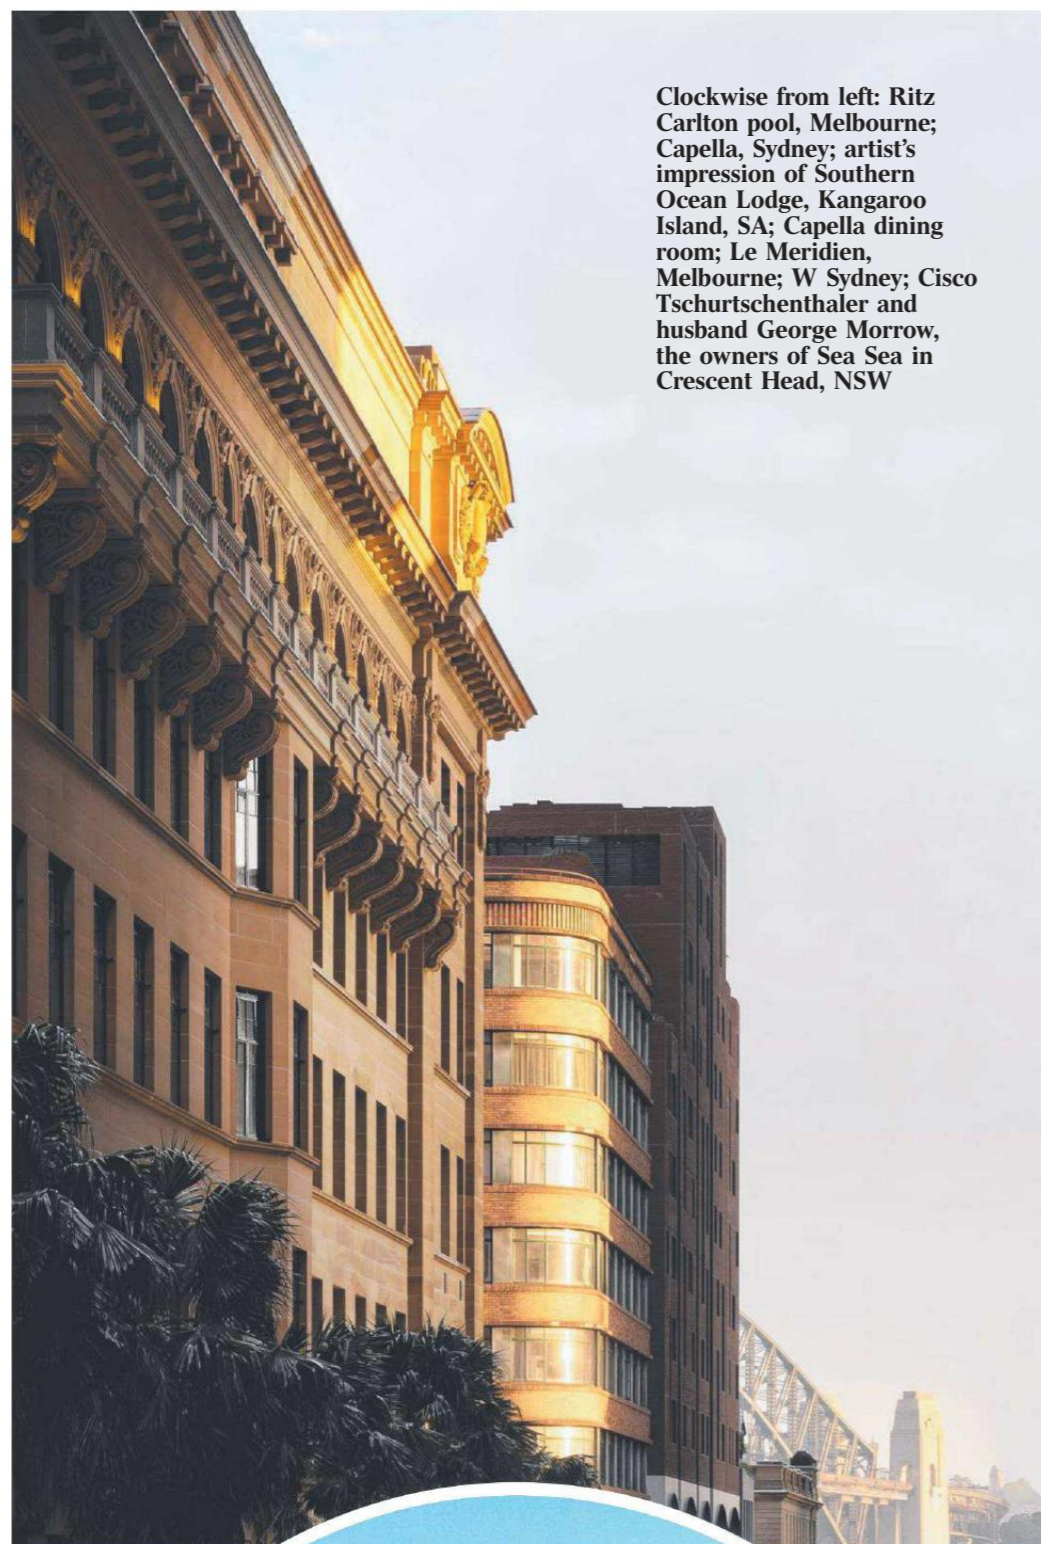 Clockwise from left: Ritz
Carlton pool, Melbourne;
Capella, Sydney; artist’s
impression of Southern
Ocean Lodge, Kangaroo
Island, SA; Capella dining
room; Le Meridien,
Melbourne; W Sydney; Cisco
Tschurtschenthaler and
husband George Morrow,
the owners of Sea Sea in
Crescent Head, NSW